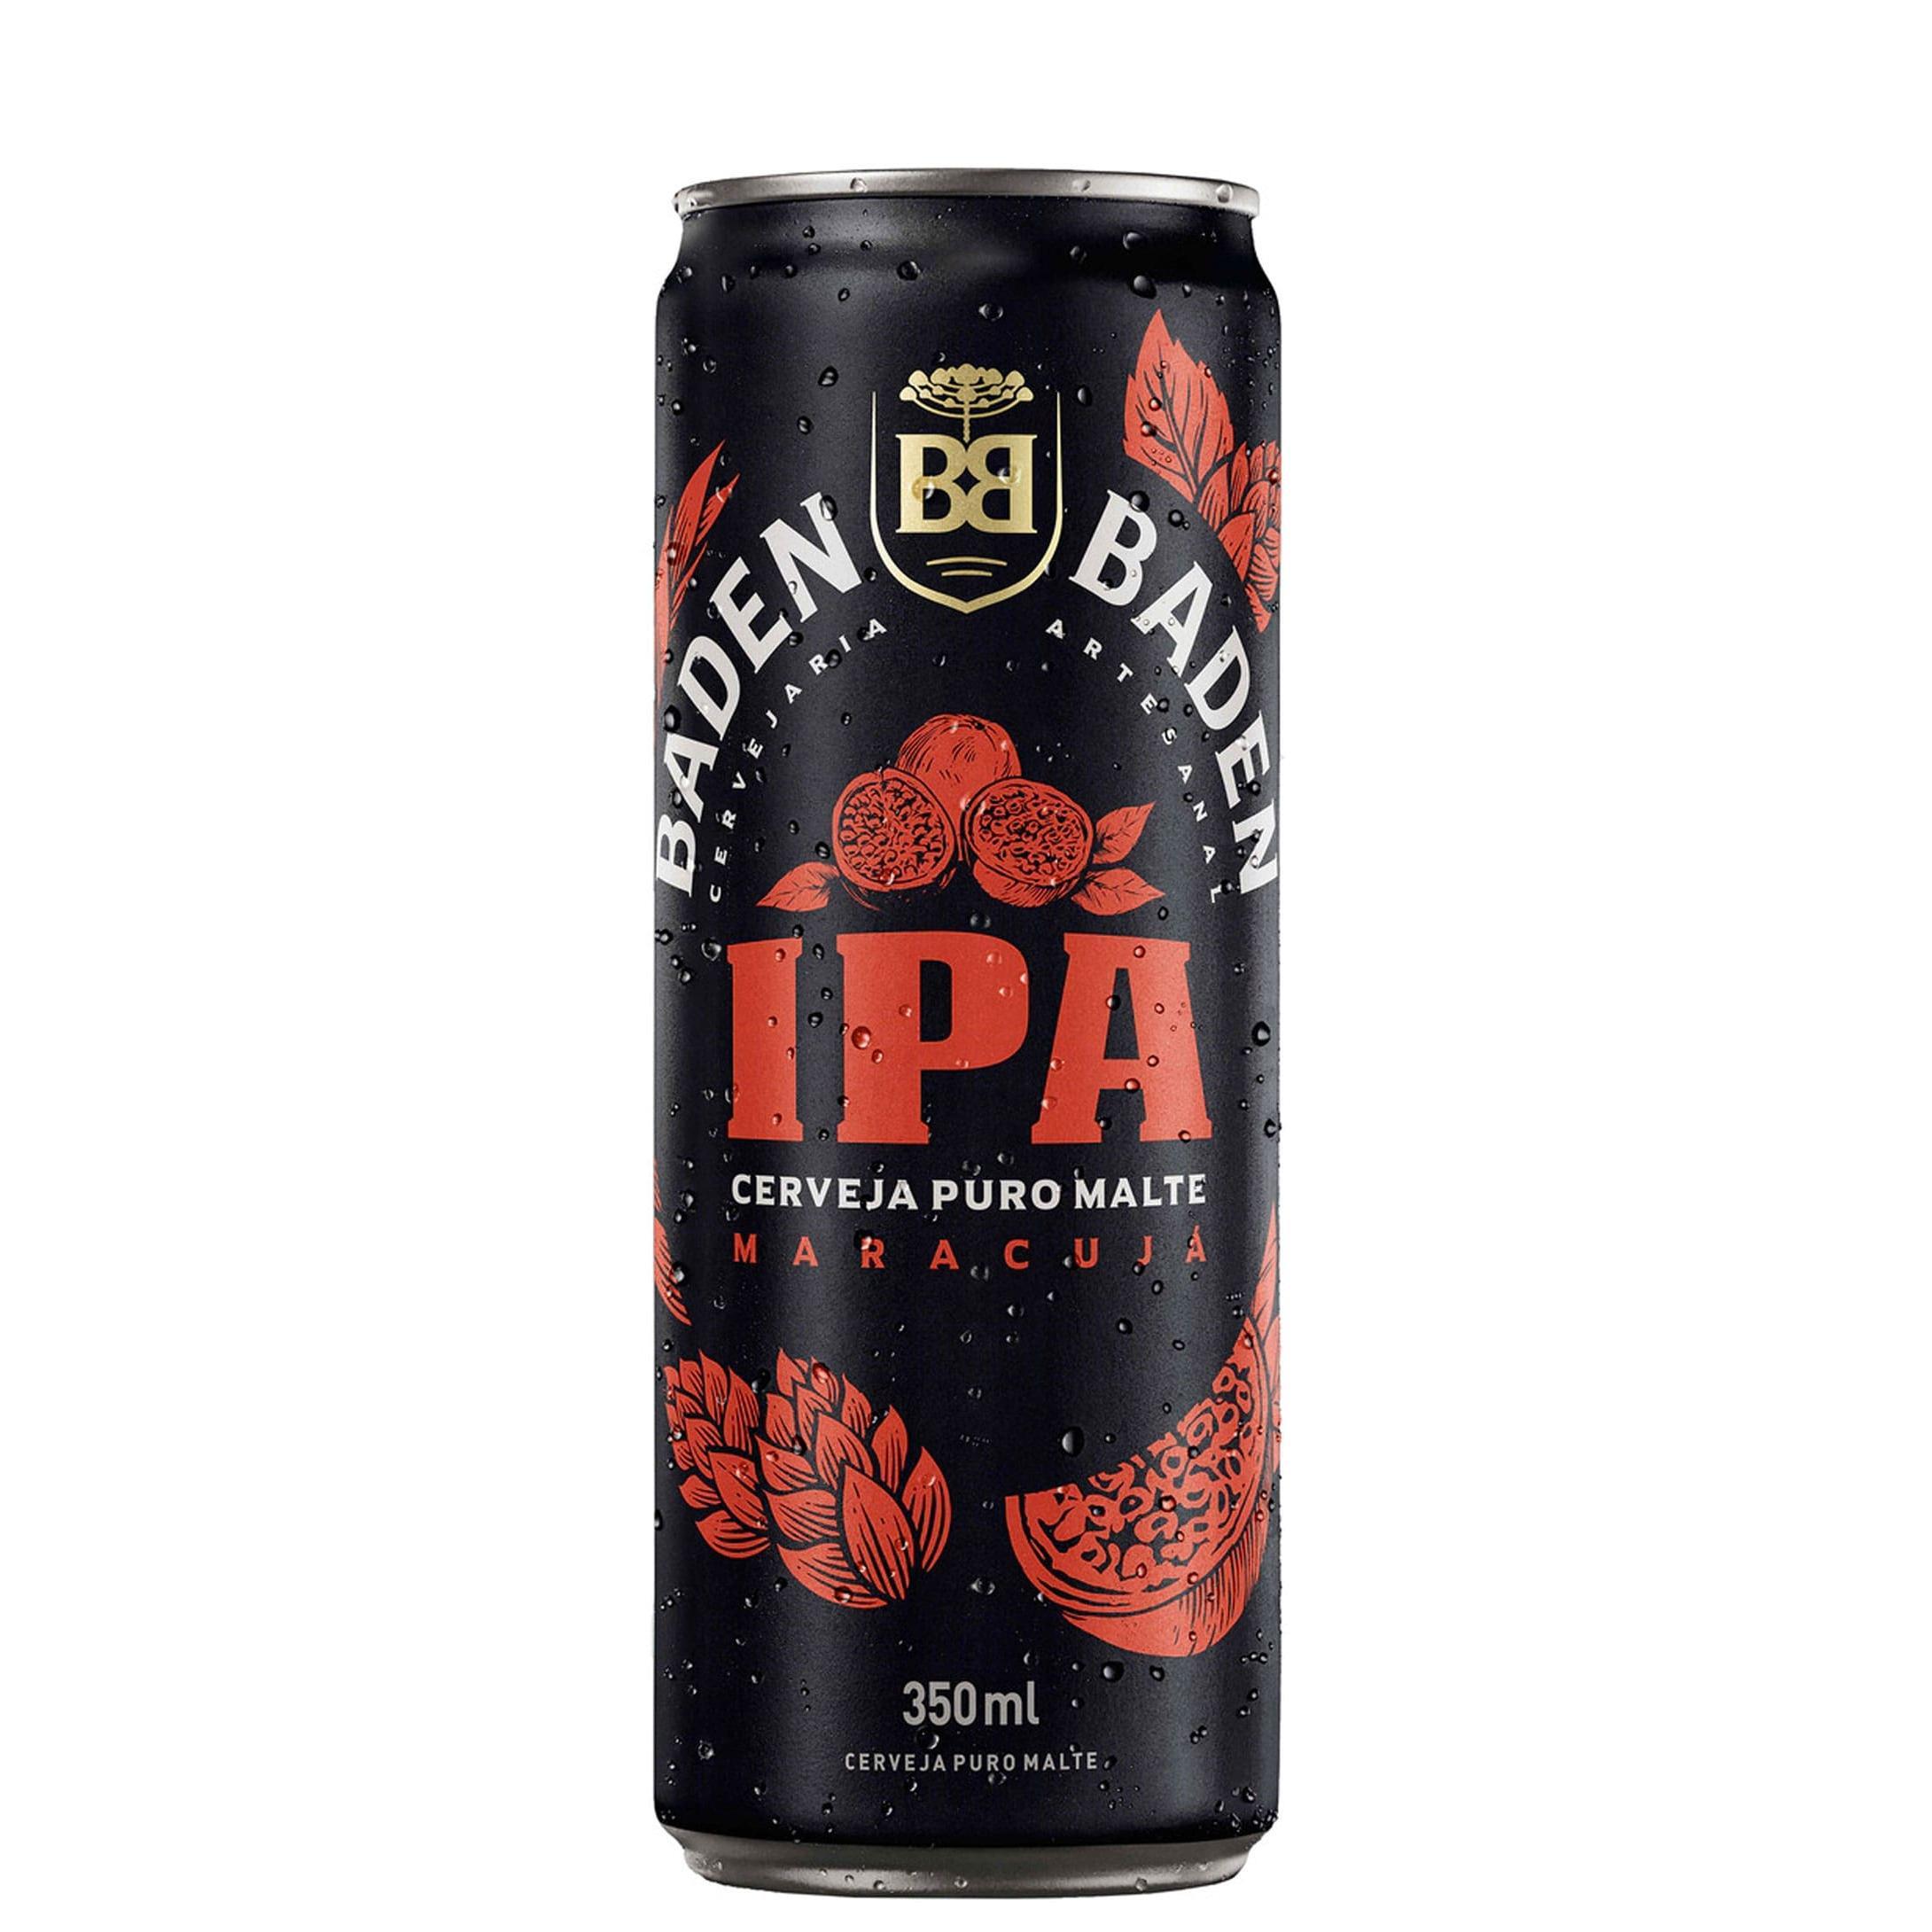 BB
BADEN BADEN
CERVEJARIA ARTESANAL
IPA
CERVEJA PURO MALTE
MARACUJÁ
350ml
CERVEJA PURO MALTE